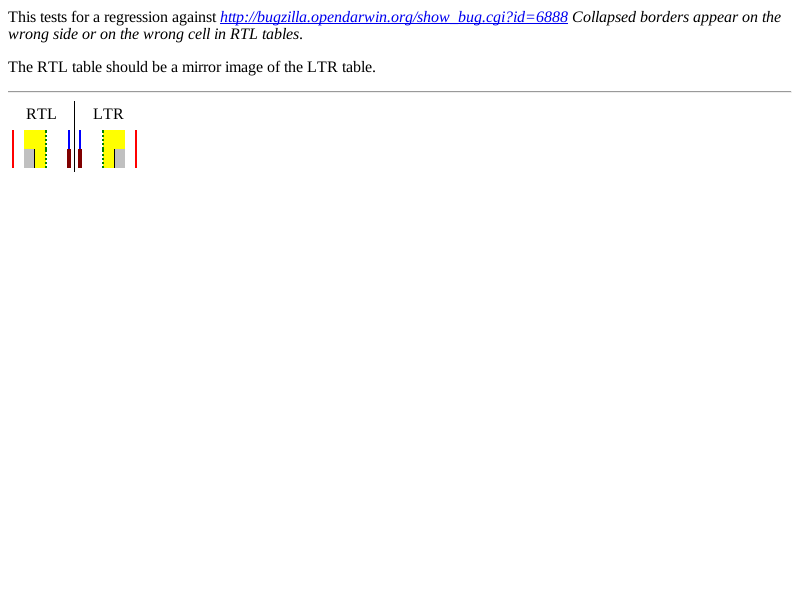 This tests for a regression against http://bugzilla.opendarwin.org/show_bug.cgi?id=6888 Collapsed borders appear on the
wrong side or on the wrong cell in RTL tables.
The RTL table should be a mirror image of the LTR table.
RTL LTR